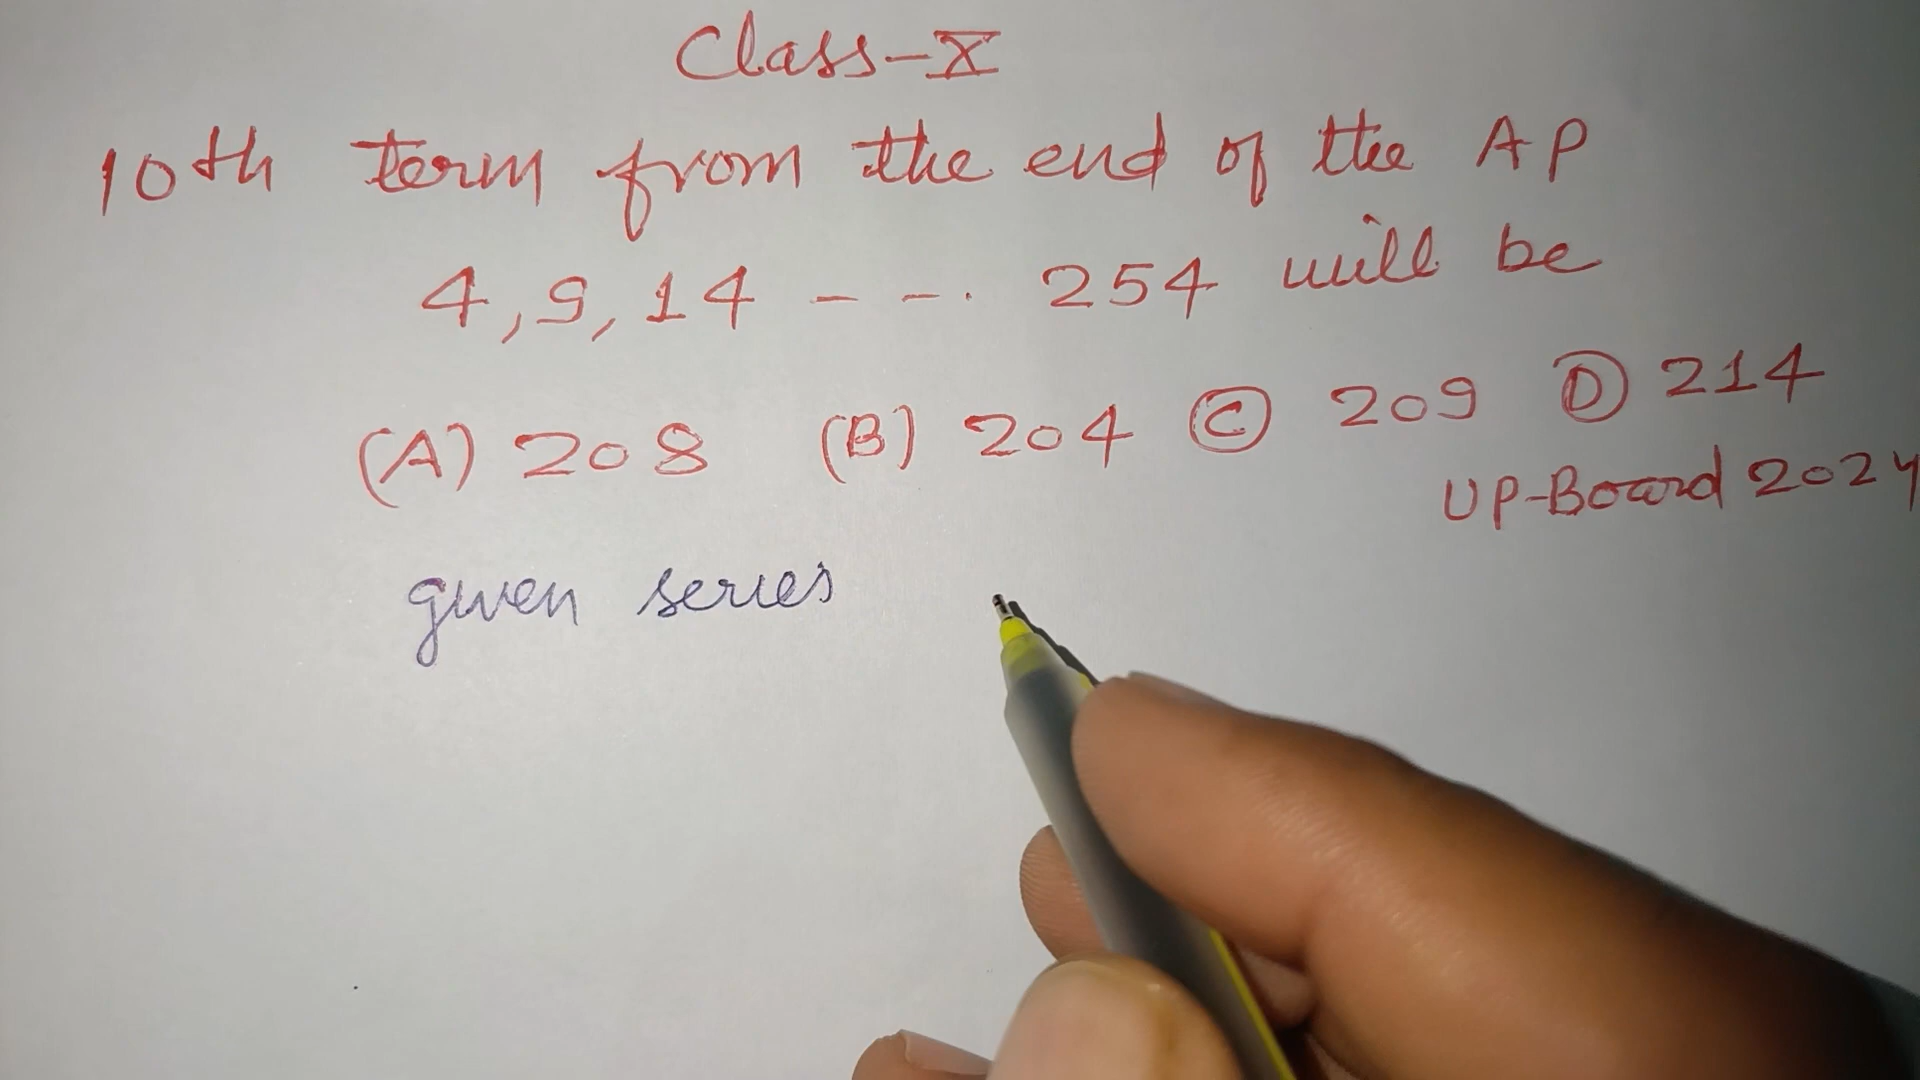 Class-X
10th term from the end of the AP
4, 9, 14 - - . 254 will be
(A) 208 (B) 204 (C) 209 (D) 214
UP-Board 2024
given series